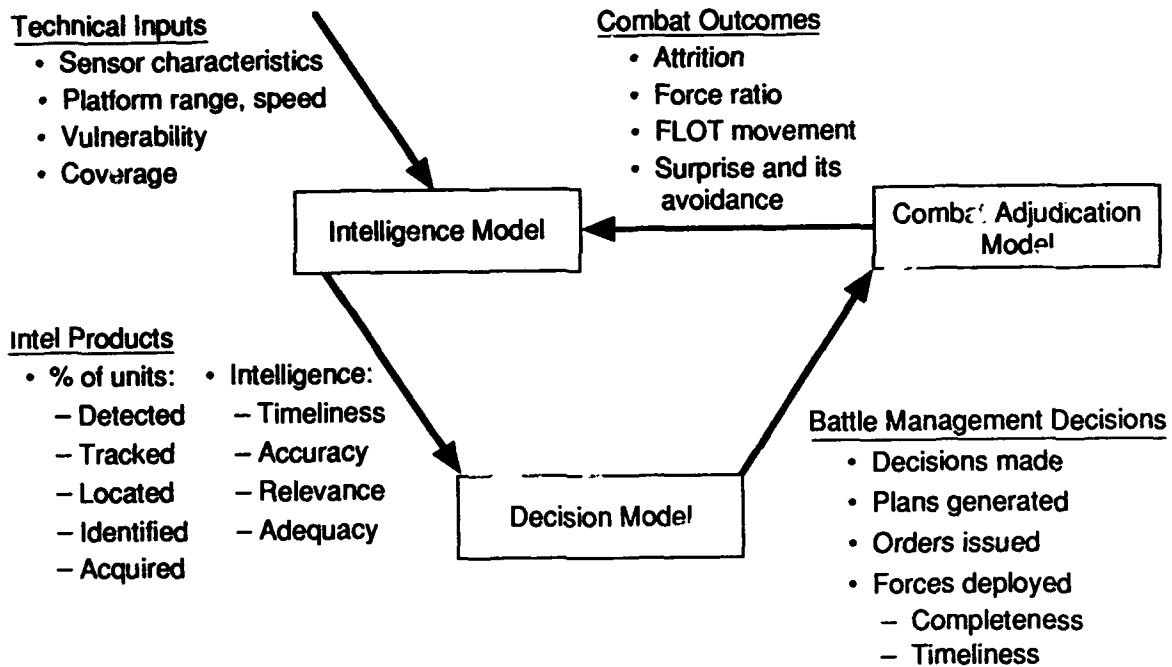 Technical Inputs
• Sensor characteristics
• Platform range, speed
• Vulnerability
• Coverage
Combat Outcomes
• Attrition
• Force ratio
• FLOT movement
• Surprise and its
avoidance
Intelligence Model
Combat Adjudication
Model
Intel Products
• % of units:
– Detected
– Tracked
– Located
– Identified
– Acquired
• Intelligence:
– Timeliness
– Accuracy
– Relevance
– Adequacy
Decision Model
Battle Management Decisions
• Decisions made
• Plans generated
• Orders issued
• Forces deployed
– Completeness
– Timeliness